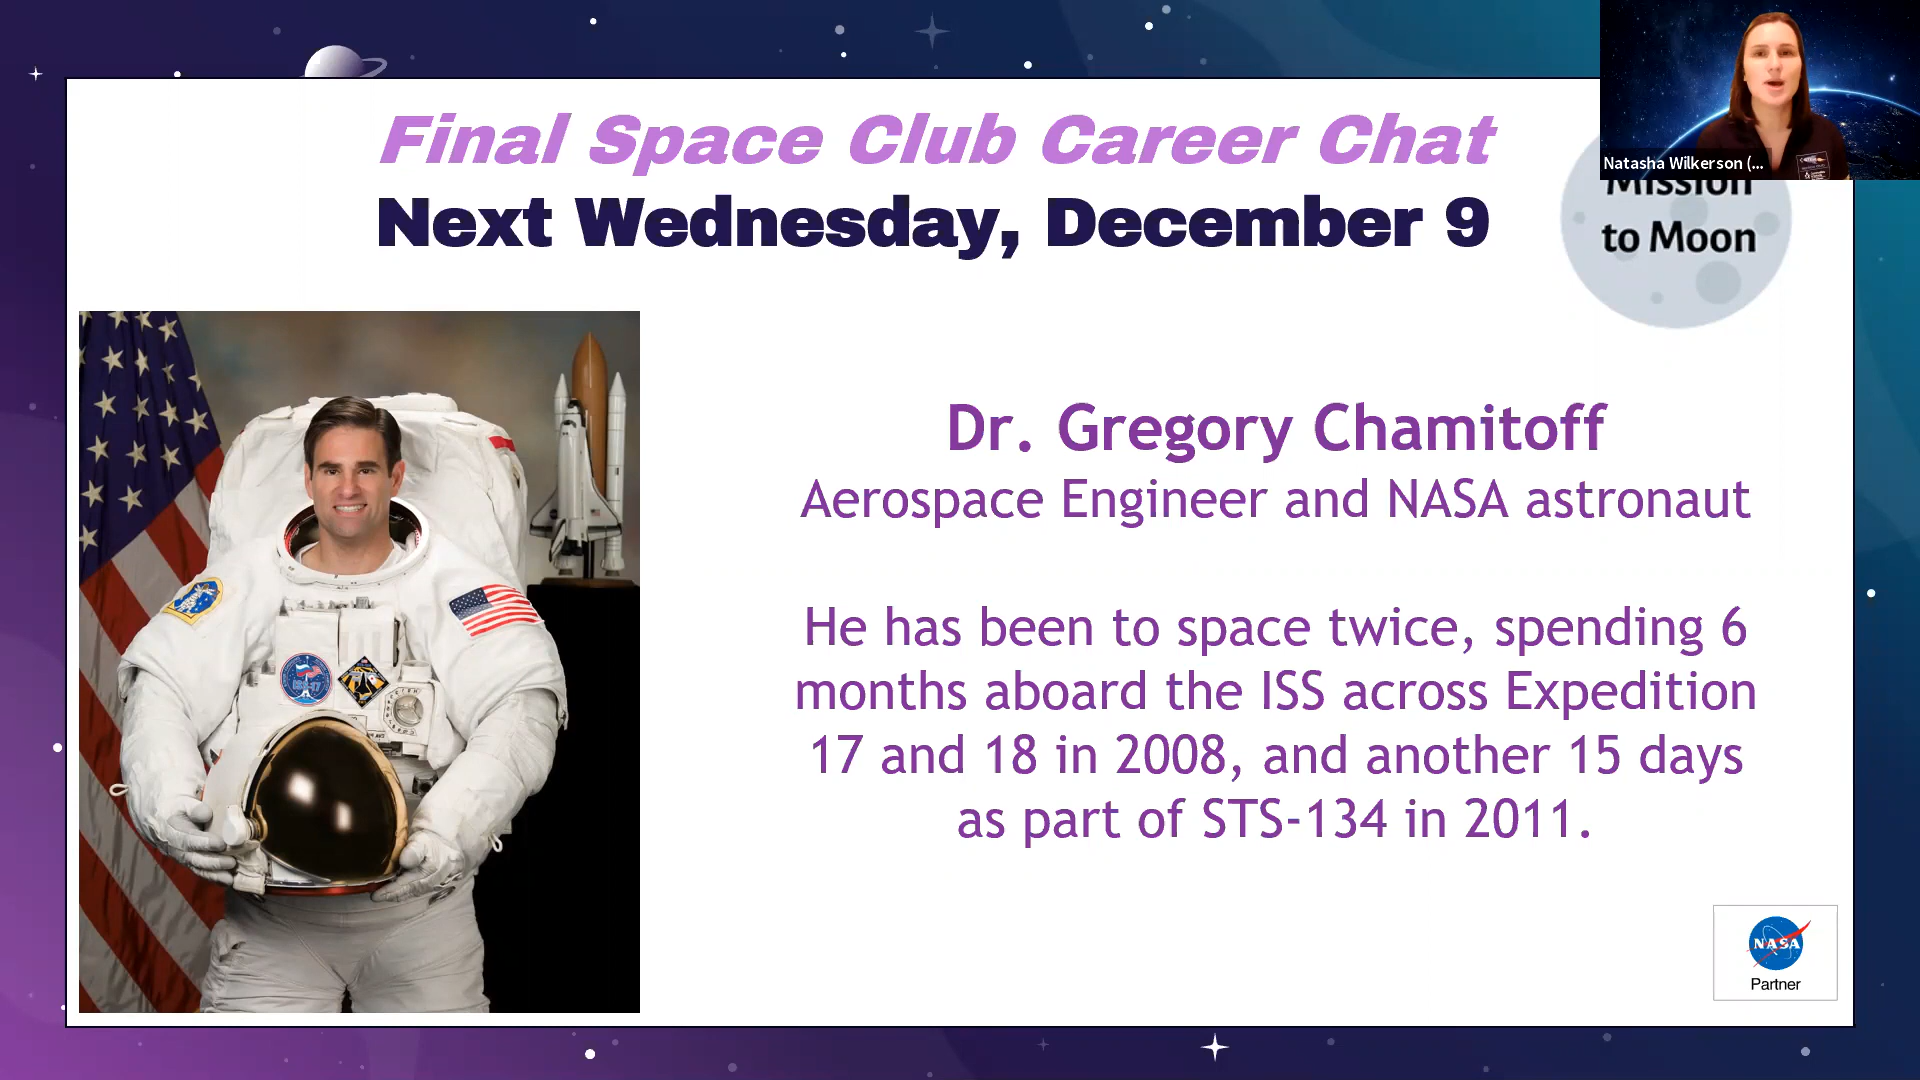 Final Space Club Career Chat
Next Wednesday, December 9
Natasha Wilkerson (...
Mission
to Moon
Dr. Gregory Chamitoff
Aerospace Engineer and NASA astronaut
He has been to space twice, spending 6
months aboard the ISS across Expedition
17 and 18 in 2008, and another 15 days
as part of STS-134 in 2011.
NASA
Partner